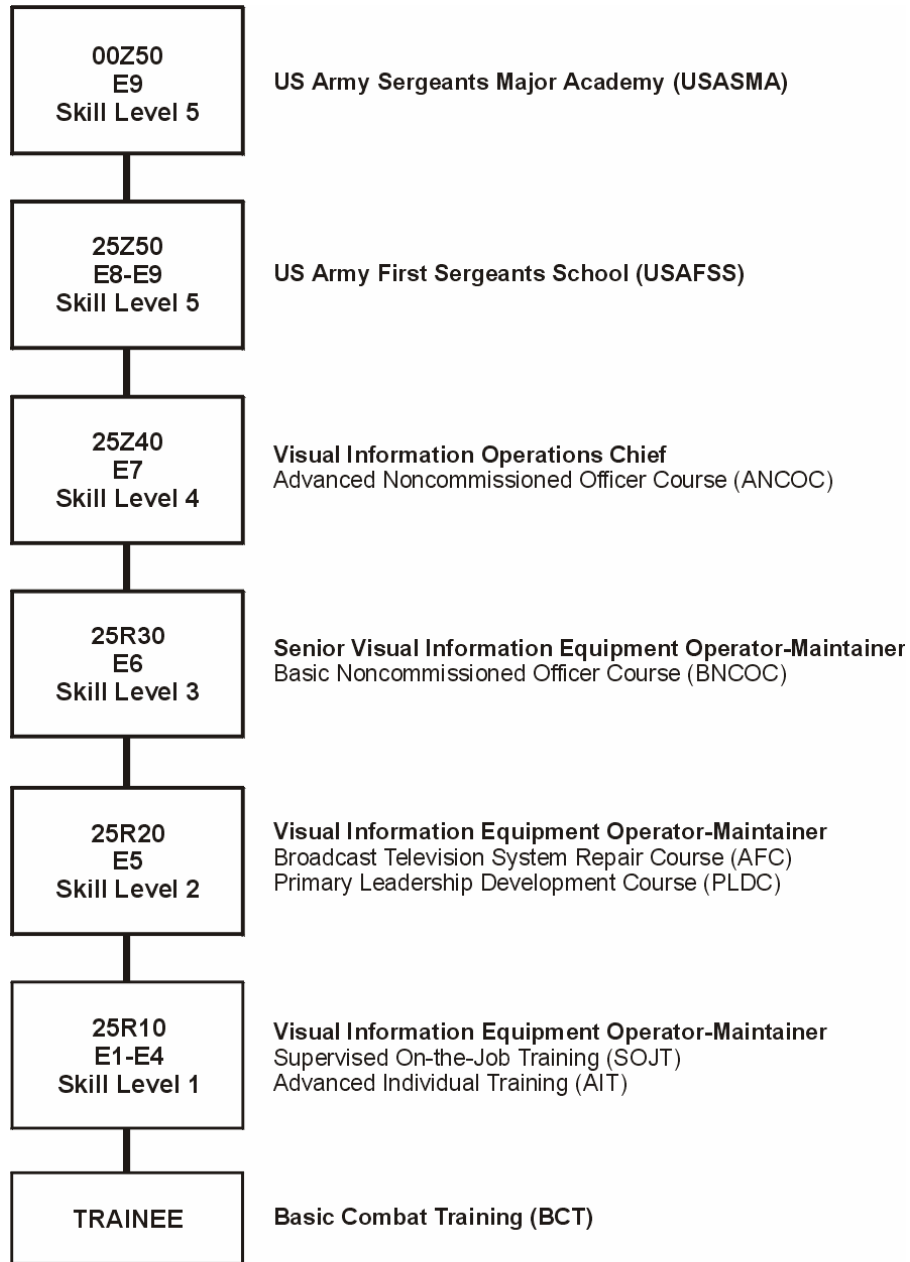 00Z50
E9
Skill Level 5
US Army Sergeants Major Academy (USASMA)
25Z50
E8-E9
Skill Level 5
US Army First Sergeants School (USAFSS)
25Z40
E7
Skill Level 4
Visual Information Operations Chief
Advanced Noncommissioned Officer Course (ANCOC)
25R30
E6
Skill Level 3
Senior Visual Information Equipment Operator-Maintainer
Basic Noncommissioned Officer Course (BNCOC)
25R20
E5
Skill Level 2
Visual Information Equipment Operator-Maintainer
Broadcast Television System Repair Course (AFC)
Primary Leadership Development Course (PLDC)
25R10
E1-E4
Skill Level 1
Visual Information Equipment Operator-Maintainer
Supervised On-the-Job Training (SOJT)
Advanced Individual Training (AIT)
TRAINEE
Basic Combat Training (BCT)